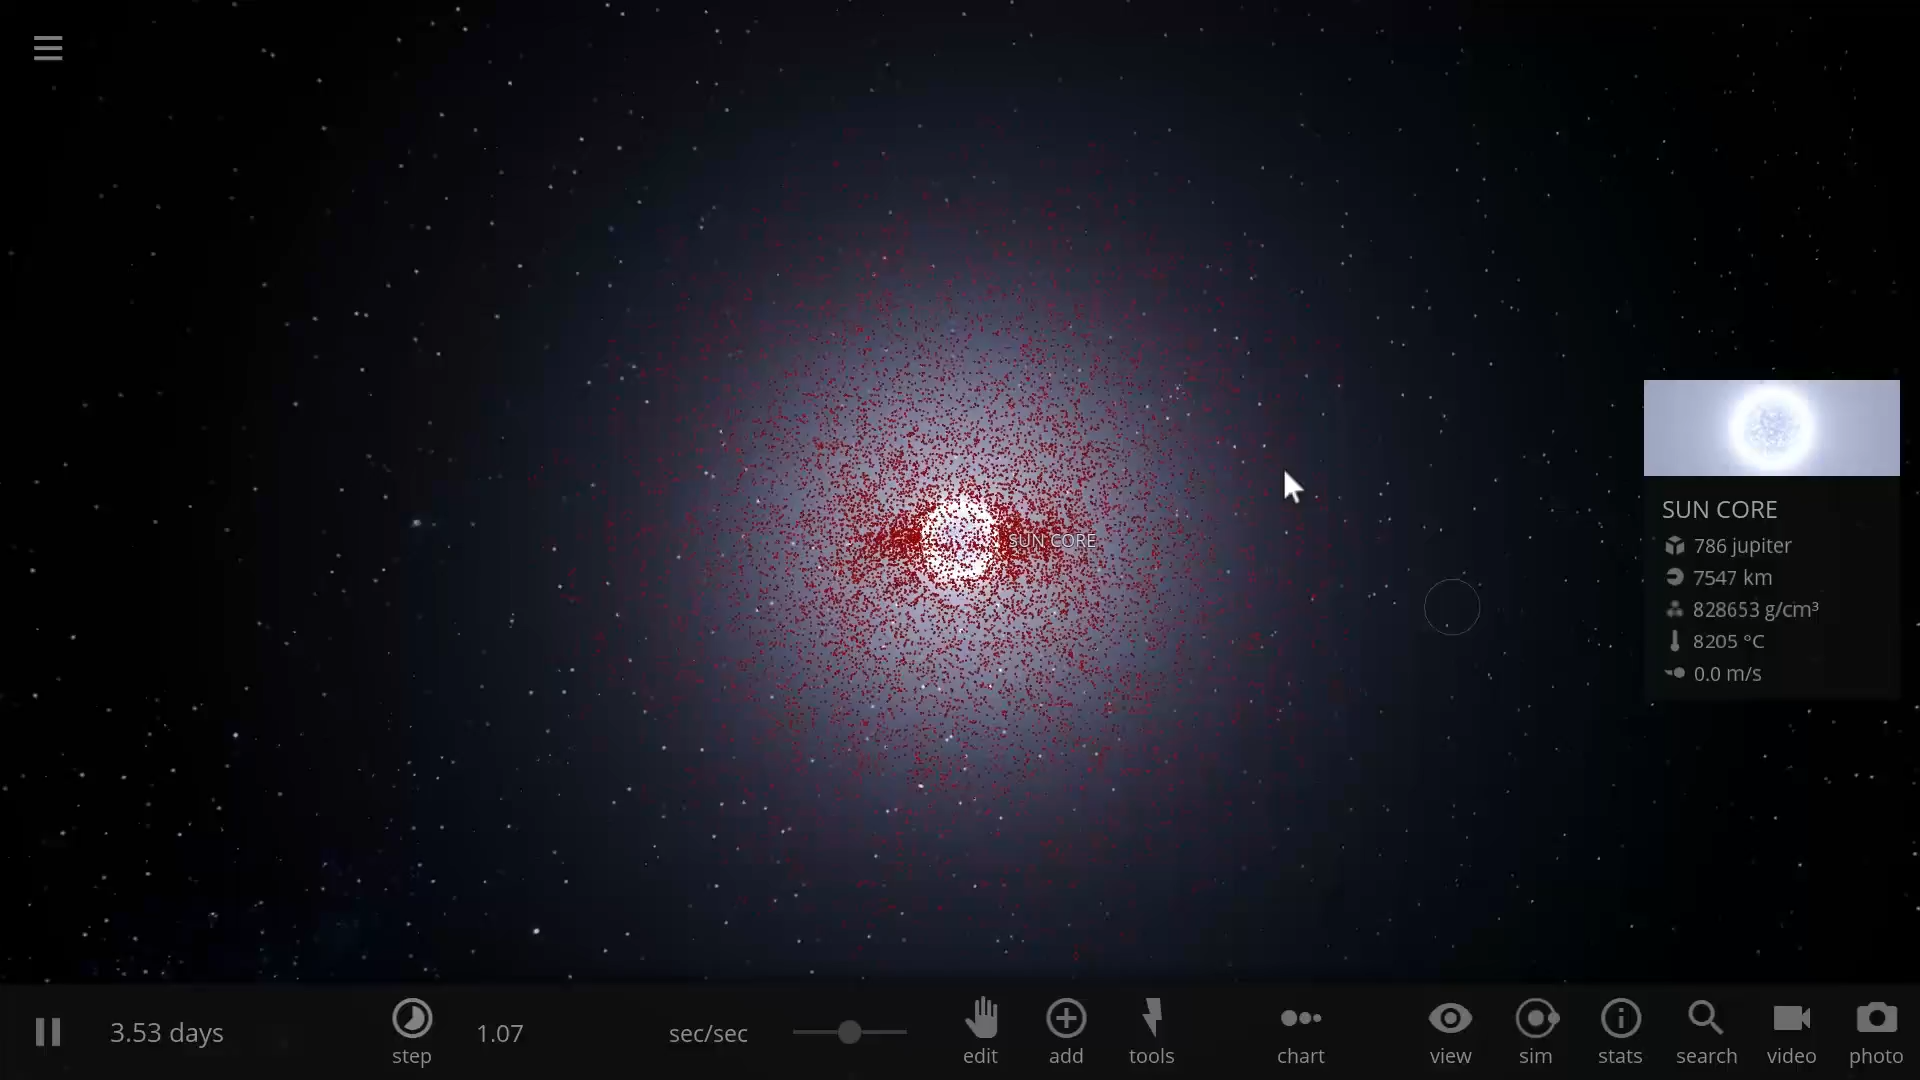 SUN CORE
SUN CORE
786 jupiter
7547 km
828653 g/cm³
8205 °C
0.0 m/s
3.53 days
step
1.07
sec/sec
edit
add
tools
chart
view
sim
stats
search
video
photo